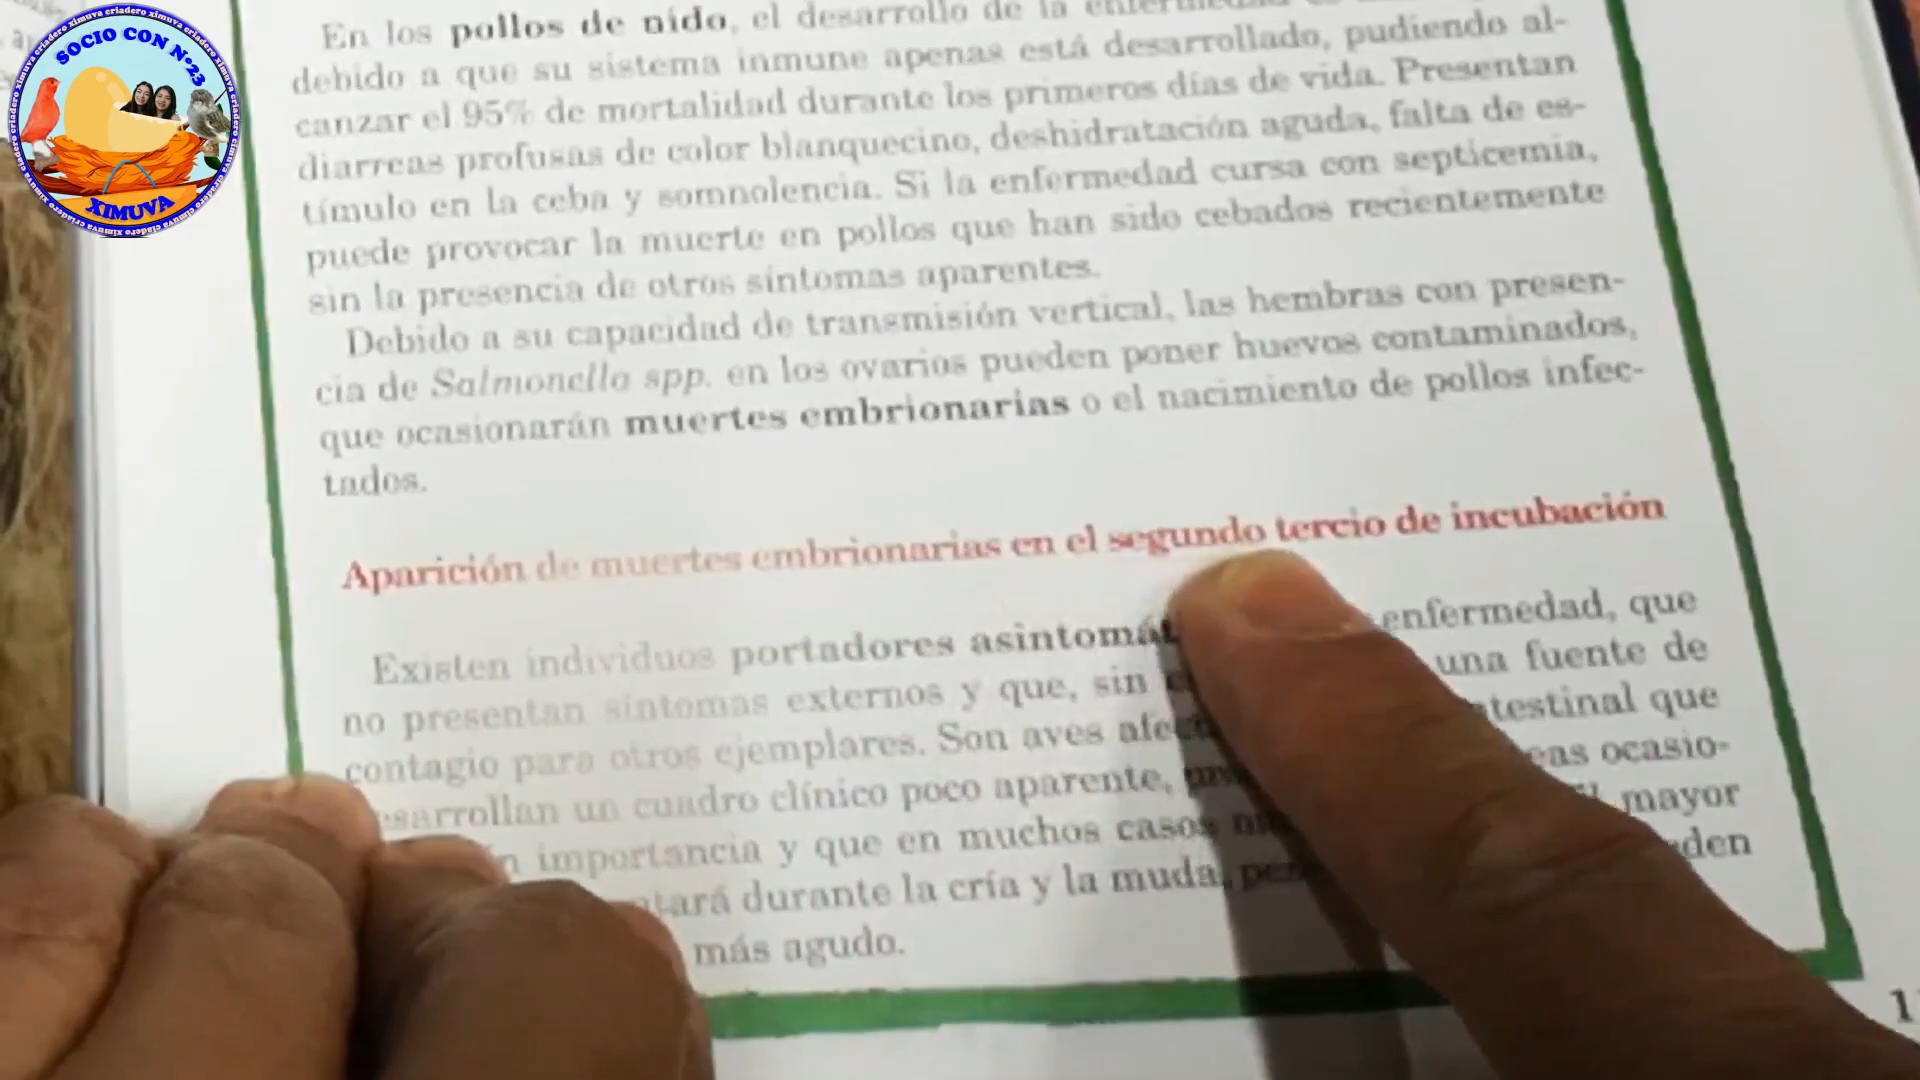 SOCIO CON Nº23
XIMUVA
En los pollos de nido, el desarrollo de la
debido a que su sistema inmune apenas está desarrollado, pudiendo al-
canzar el 95% de mortalidad durante los primeros días de vida. Presentan
diarreas profusas de color blanquecino, deshidratación aguda, falta de es-
tímulo en la ceba y somnolencia. Si la enfermedad cursa con septicemia,
puede provocar la muerte en pollos que han sido cebados recientemente
sin la presencia de otros síntomas aparentes.
Debido a su capacidad de transmisión vertical, las hembras con presen-
cia de Salmonella spp. en los ovarios pueden poner huevos contaminados,
que ocasionarán muertes embrionarias o el nacimiento de pollos infec-
tados.
Aparición de muertes embrionarias en el segundo tercio de incubación
Existen individuos portadores enfermedad, que
no presentan síntomas externos y que, sin una fuente de
contagio para otros ejemplares. Son aves que
un cuadro clínico poco aparente, ocasio-
importancia y que en muchos casos mayor
durante la cría y la muda,
más agudo.